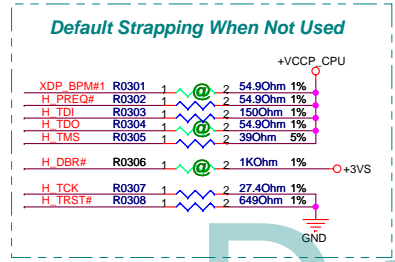 Default Strapping When Not Used
+VCCP_CPU
XDP_BPM#1 R0301 1 @ 2 54.9Ohm 1%
H_PREQ# R0302 1 2 54.9Ohm 1%
H_TDI R0303 1 2 150Ohm 1%
H_TDO R0304 1 @ 2 54.9Ohm 1%
H_TMS R0305 1 2 39Ohm 5%
H_DBR# R0306 1 @ 2 1KOhm 1% +3VS
H_TCK R0307 1 2 27.4Ohm 1%
H_TRST# R0308 1 2 649Ohm 1%
GND